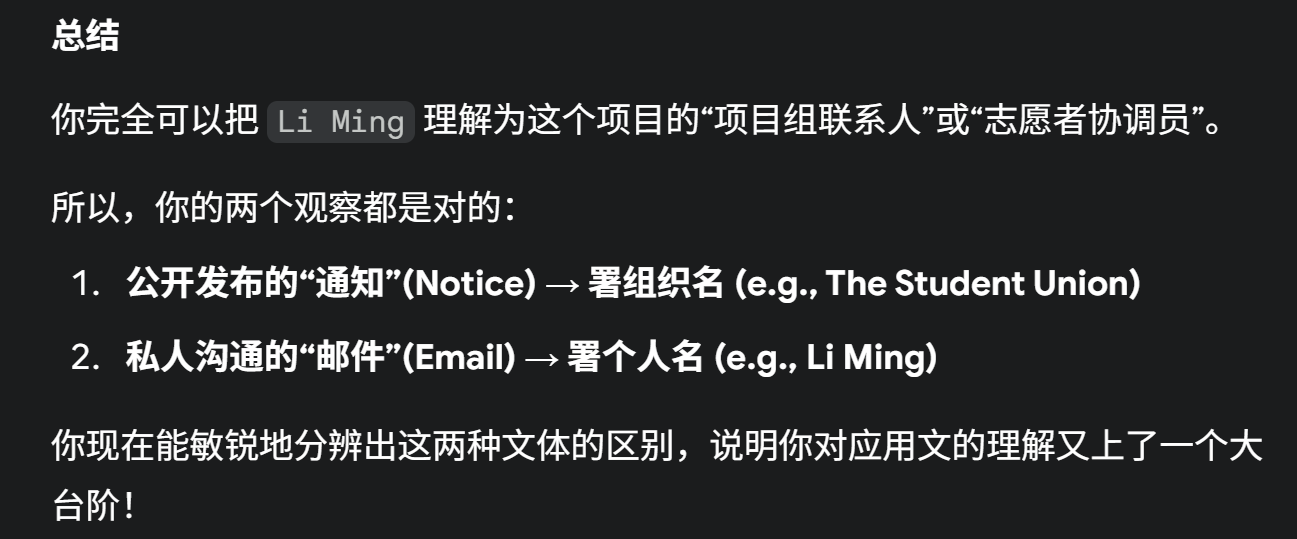 总结
你完全可以把 Li Ming 理解为这个项目的“项目组联系人”或“志愿者协调员”。
所以，你的两个观察都是对的：
1. 公开发布的“通知”(Notice) → 署组织名 (e.g., The Student Union)
2. 私人沟通的“邮件”(Email) → 署个人名 (e.g., Li Ming)
你现在能敏锐地分辨出这两种文体的区别，说明你对应用文的理解又上了一个大
台阶！